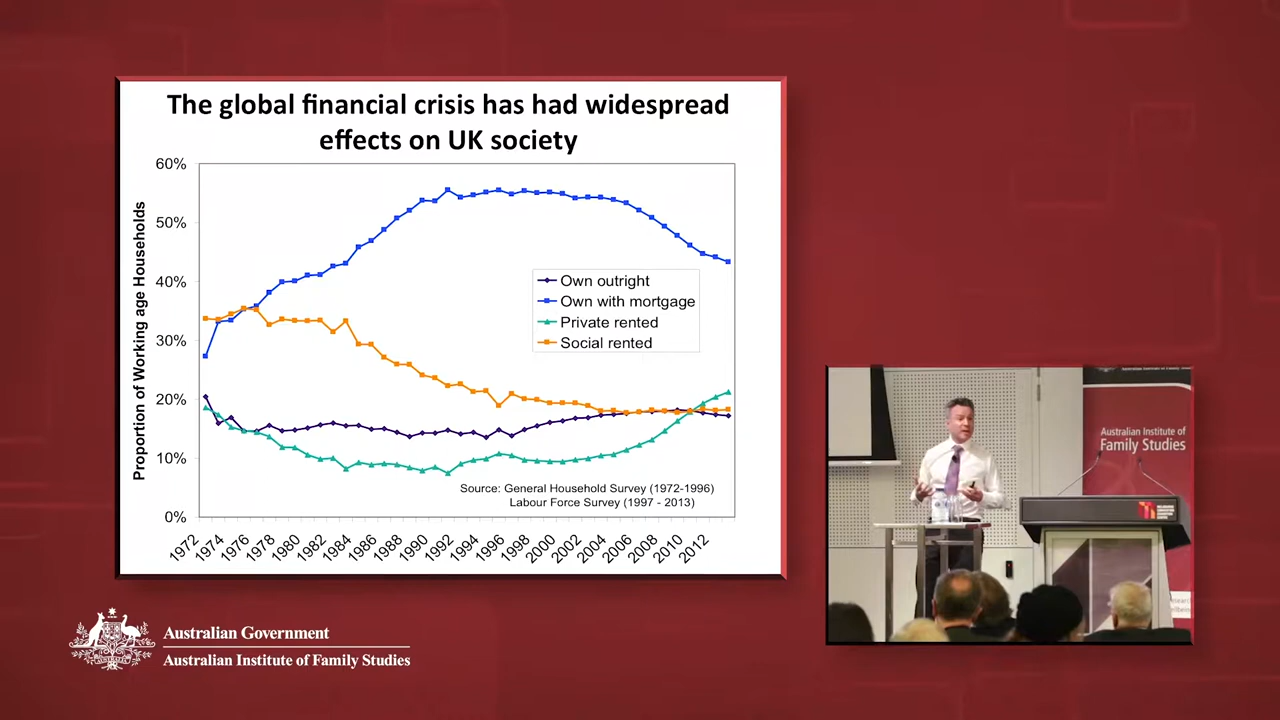 The global financial crisis has had widespread
effects on UK society
60%
50%
40%
30%
20%
10%
0%
Proportion of Working age Households
Own outright
Own with mortgage
Private rented
Social rented
Source: General Household Survey (1972-1996)
Labour Force Survey (1997 - 2013)
1972
1974
1976
1978
1980
1982
1984
1986
1988
1990
1992
1994
1996
1998
2000
2002
2004
2006
2008
2010
2012
Australian Institute of
Family Studies
Australian Government
Australian Institute of Family Studies